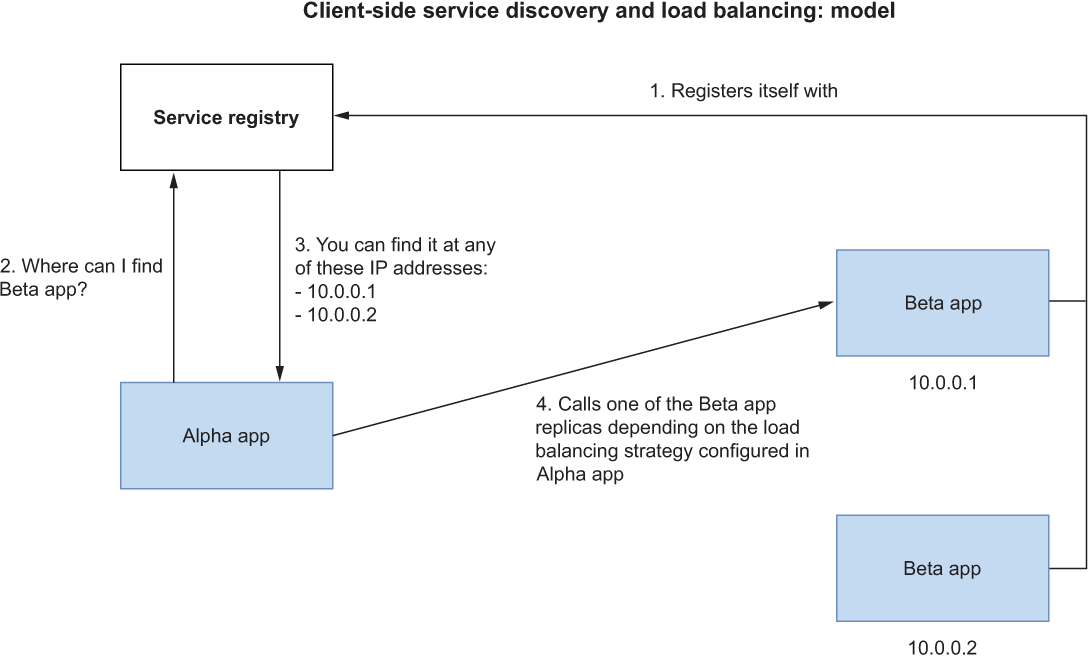 Client-side service discovery and load balancing: model
1. Registers itself with
Service registry
2. Where can I find
Beta app?
3. You can find it at any
of these IP addresses:
- 10.0.0.1
- 10.0.0.2
Beta app
10.0.0.1
Alpha app
4. Calls one of the Beta app
replicas depending on the load
balancing strategy configured in
Alpha app
Beta app
10.0.0.2